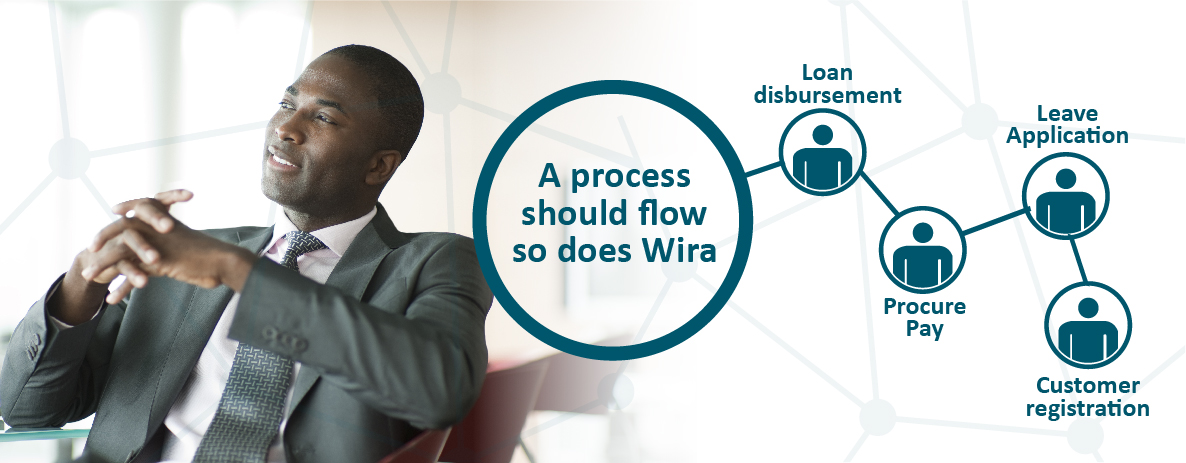 A process
should flow
so does Wira
Loan
disbursement
Leave
Application
Procure
Pay
Customer
registration